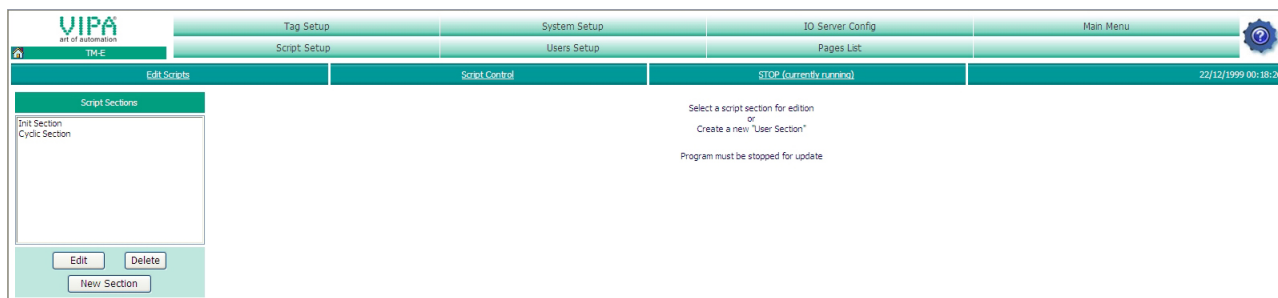 VIPA
art of automation
TM-E
Tag Setup
System Setup
IO Server Config
Main Menu
Script Setup
Users Setup
Pages List
Edit Scripts
Script Control
STOP (currently running)
22/12/1999 00:18:20
Script Sections
Init Section
Cyclic Section
Edit
Delete
New Section
Select a script section for edition
or
Create a new "User Section"
Program must be stopped for update